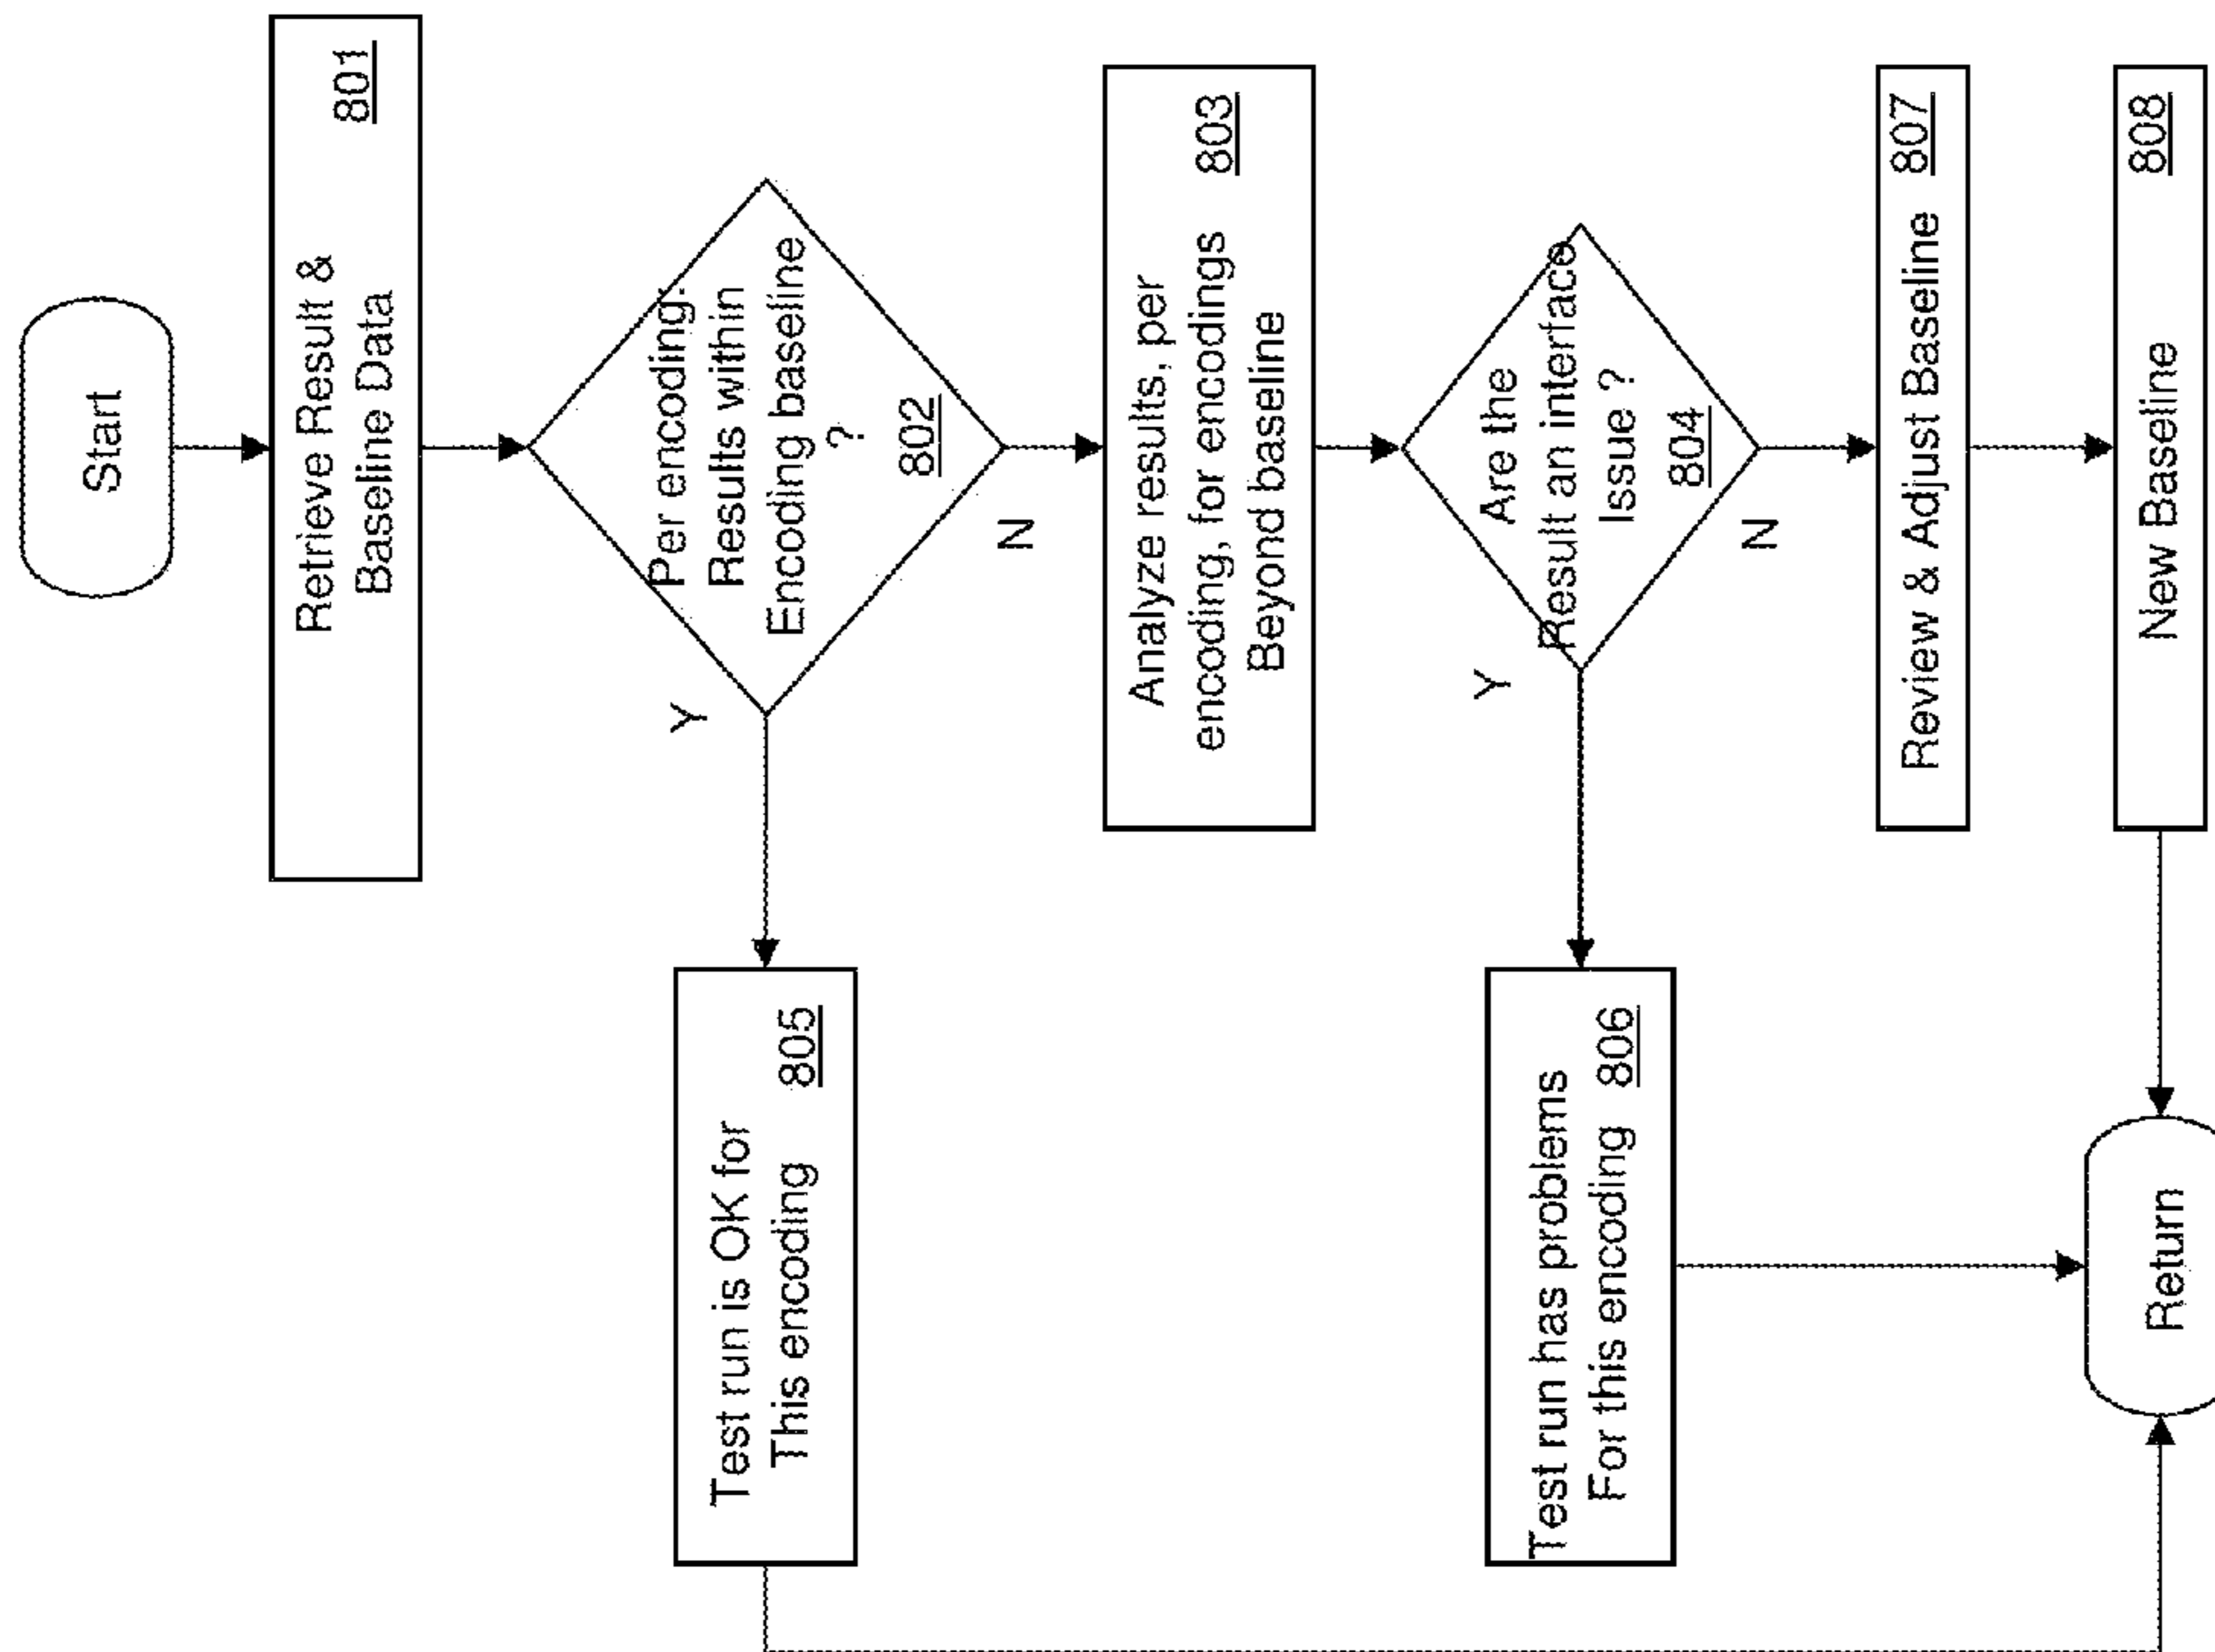 Start
Retrieve Result &
Baseline Data
801
Per encoding:
Results within
Encoding baseline
?
802
Y
N
Test run is OK for
This encoding 805
Analyze results, per
encoding, for encodings 803
Beyond baseline
Are the
Result an interface
Issue ?
804
Y
N
Test run has problems
For this encoding 806
Review & Adjust Baseline 807
New Baseline 808
Return